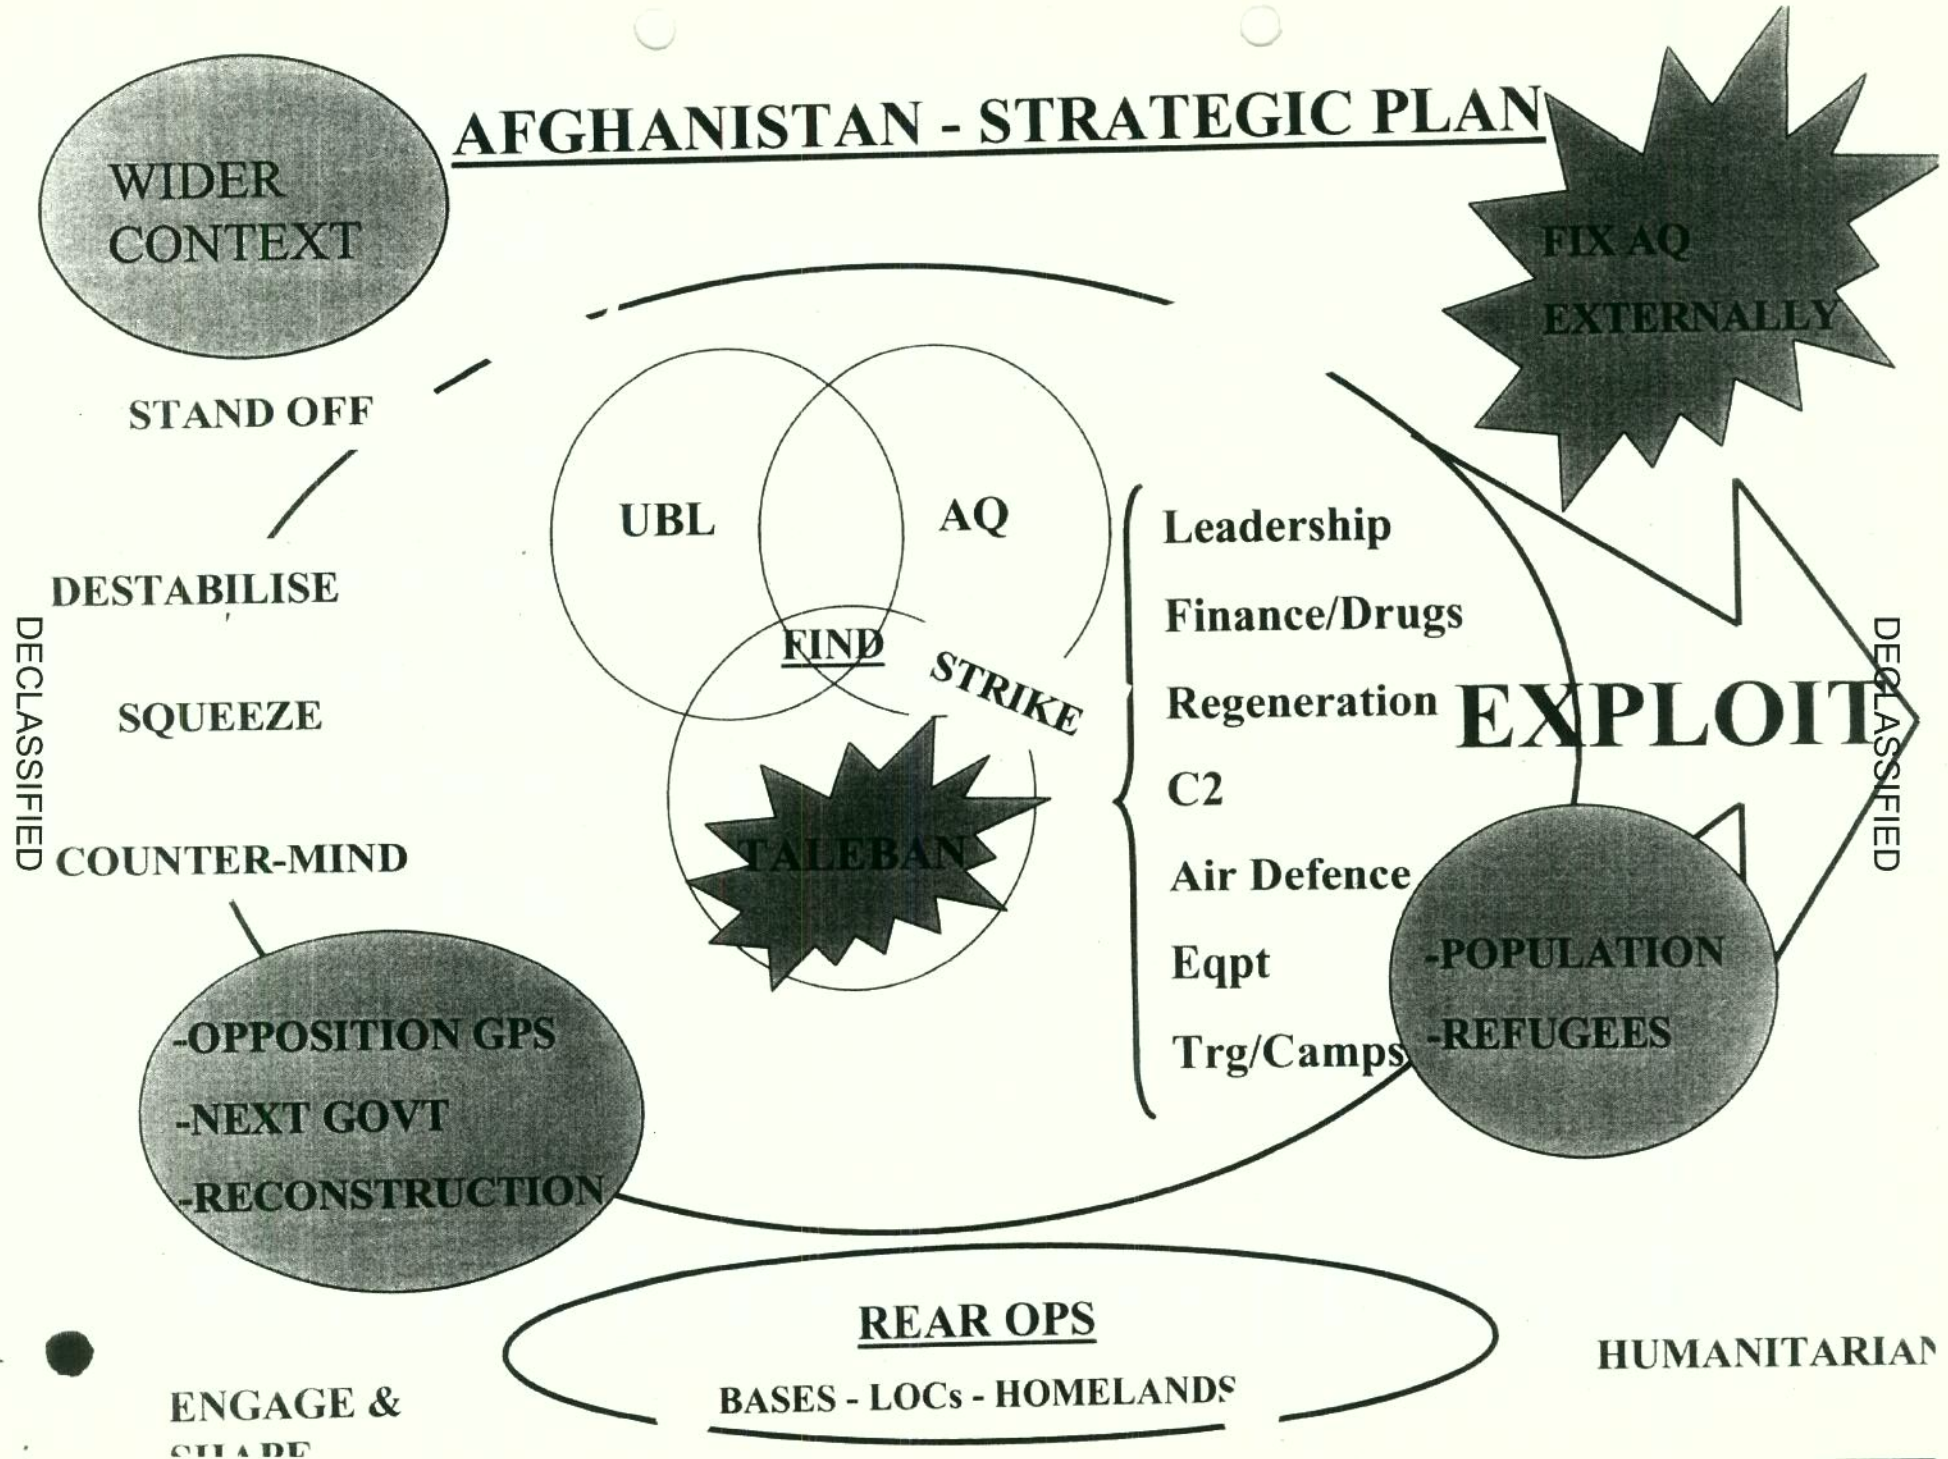 AFGHANISTAN - STRATEGIC PLAN
WIDER
CONTEXT
FIX AQ
EXTERNALLY
STAND OFF
DESTABILISE
SQUEEZE
COUNTER-MIND
UBL
AQ
FIND
STRIKE
TALEBAN
Leadership
Finance/Drugs
Regeneration
C2
Air Defence
Eqpt
Trg/Camps
EXPLOIT
-POPULATION
-REFUGEES
-OPPOSITION GPS
-NEXT GOVT
-RECONSTRUCTION
REAR OPS
BASES - LOCs - HOMELANDS
HUMANITARIAN
ENGAGE &
SHAPE
DECLASSIFIED
DECLASSIFIED